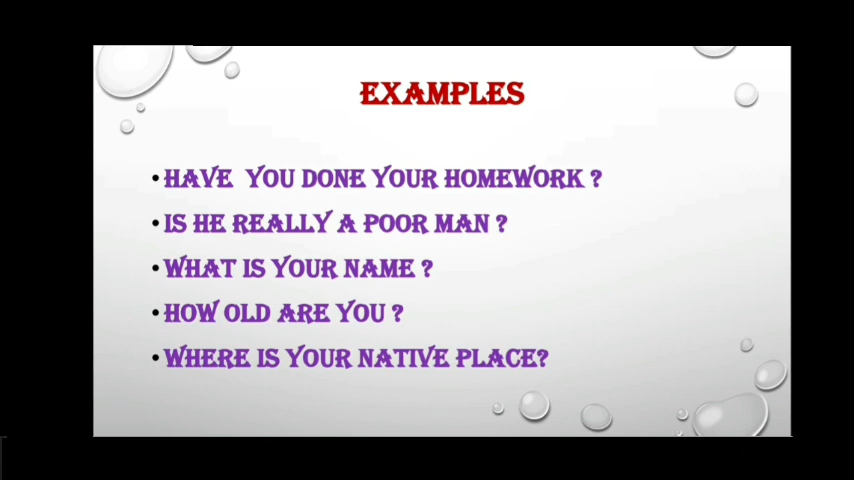 EXAMPLES
• HAVE YOU DONE YOUR HOMEWORK ?
• IS HE REALLY A POOR MAN ?
• WHAT IS YOUR NAME ?
• HOW OLD ARE YOU ?
• WHERE IS YOUR NATIVE PLACE?